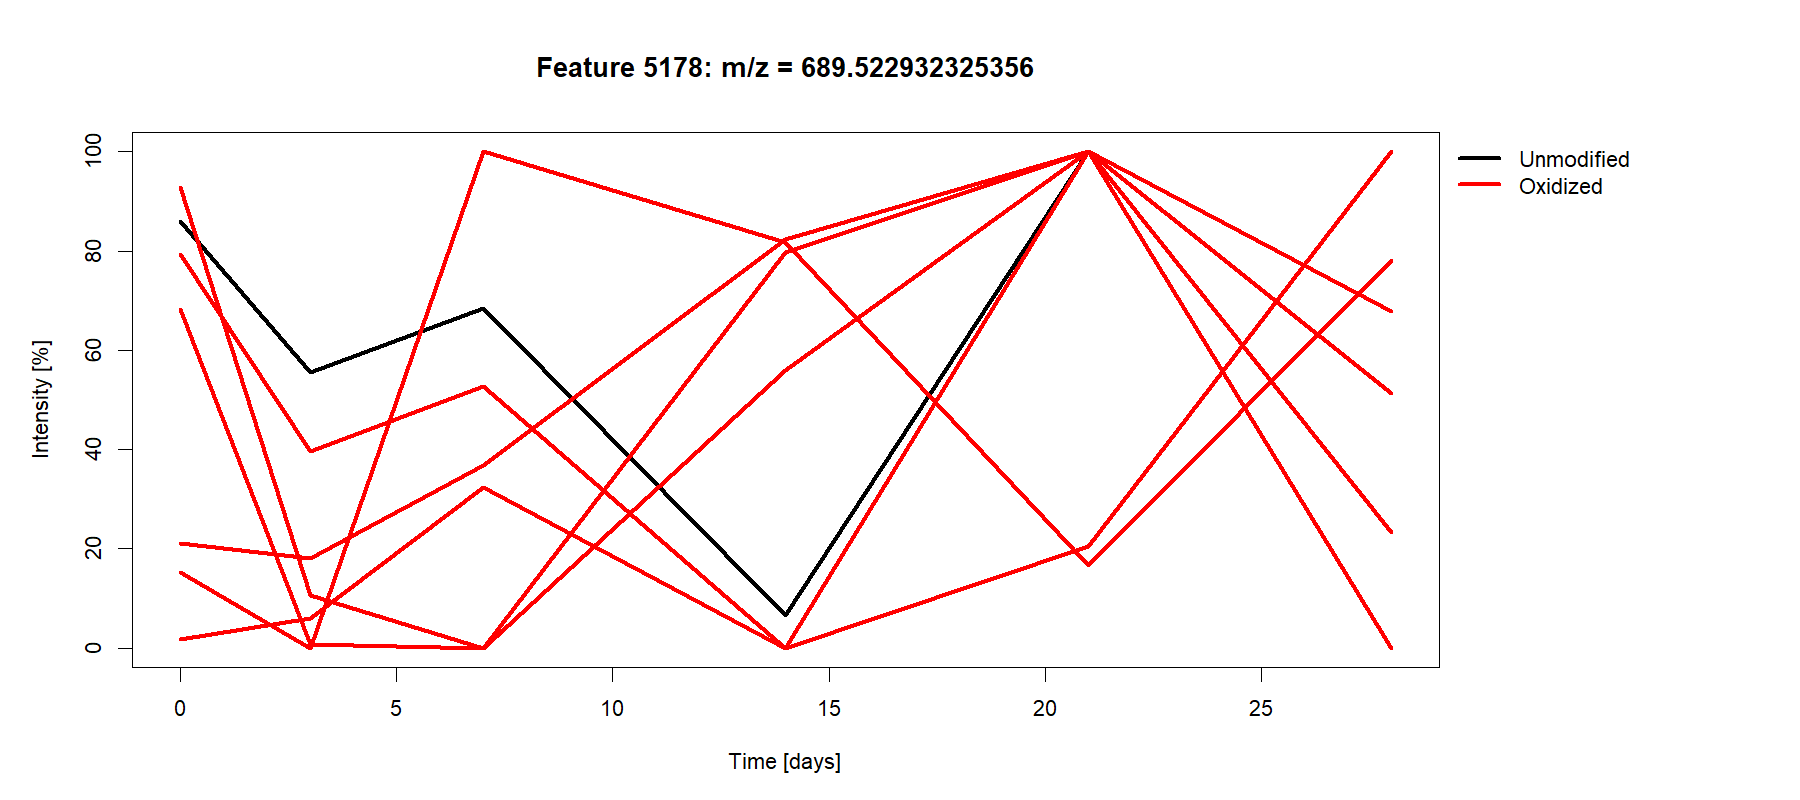 Feature 5178: m/z = 689.522932325356
Unmodified
Oxidized
100
80
60
40
20
0
Intensity [%]
0 5 10 15 20 25
Time [days]